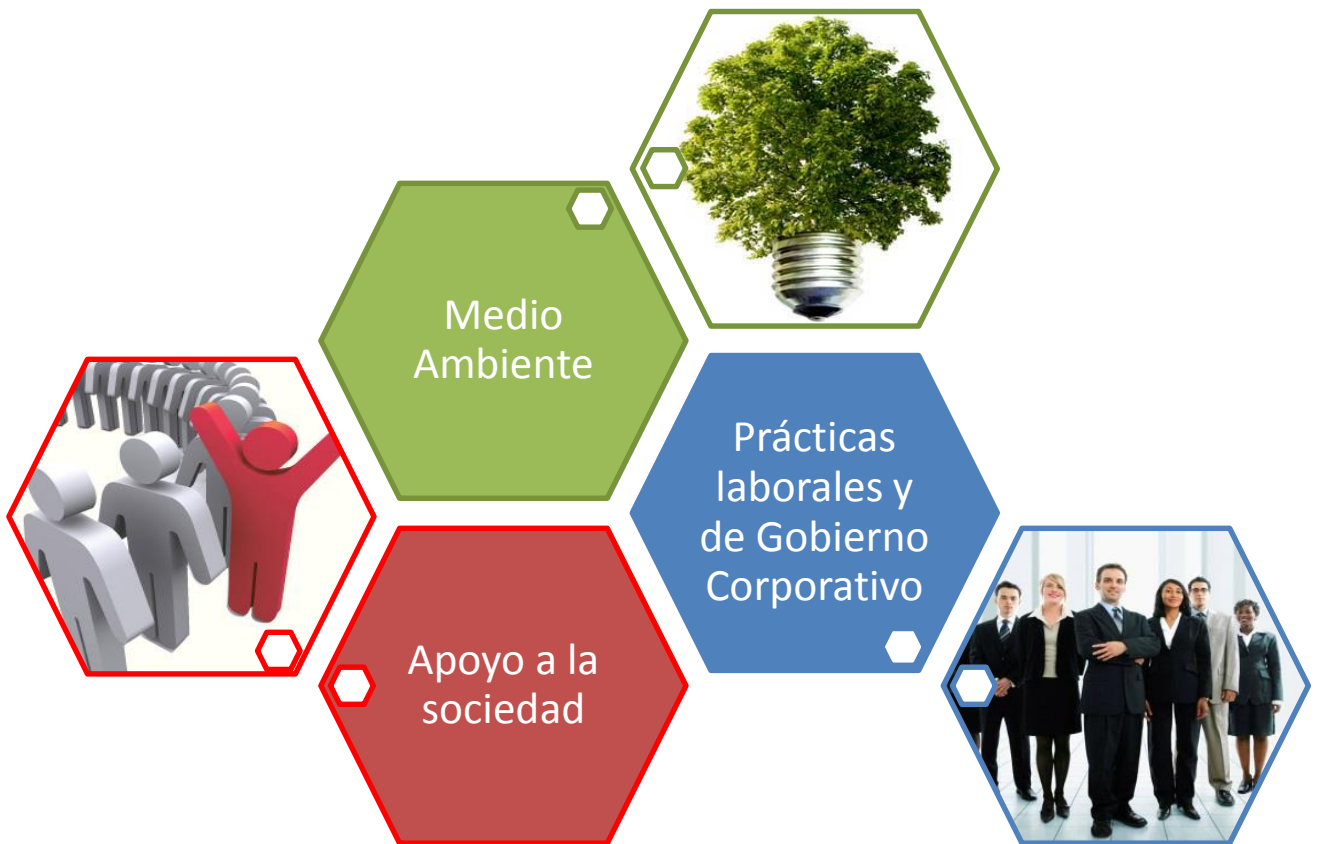 Medio
Ambiente
Prácticas
laborales y
de Gobierno
Corporativo
Apoyo a la
sociedad